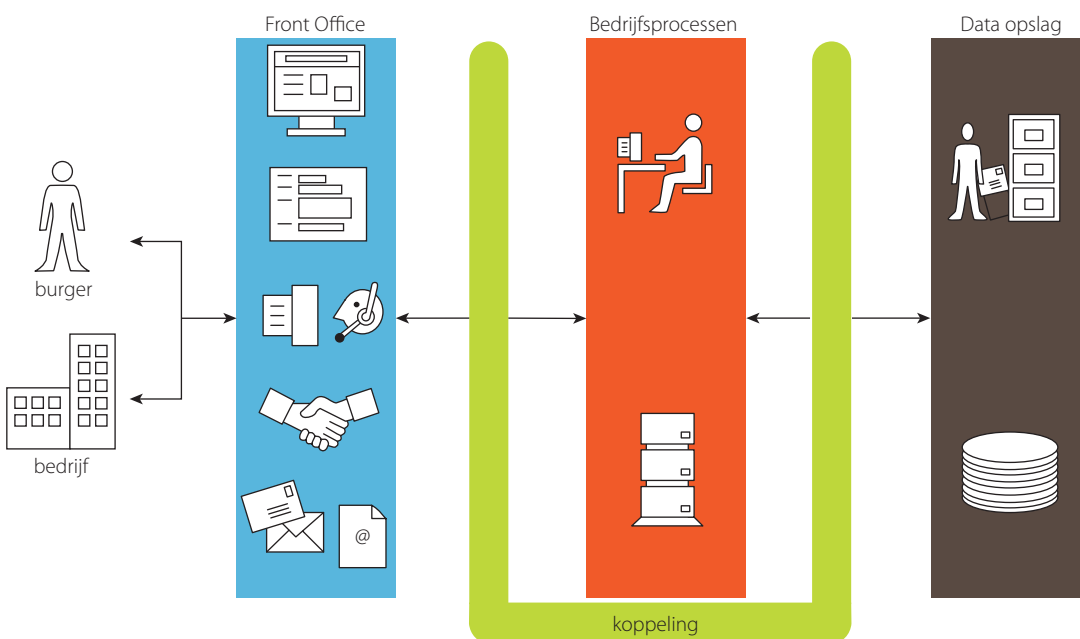 Front Office
Bedrijfsprocessen
Data opslag
burger
bedrijf
@
koppeling